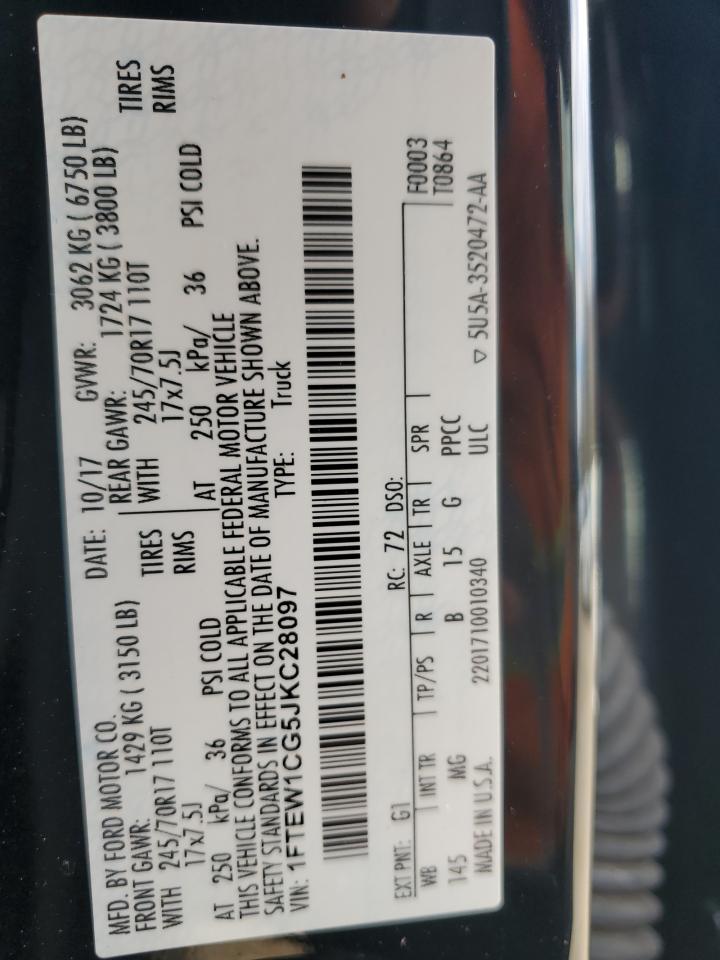 MFD. BY FORD MOTOR CO.
DATE: 10/17 GVWR: 3062 KG ( 6750 LB)
FRONT GAWR: 1429 KG ( 3150 LB) REAR GAWR: 1724 KG ( 3800 LB)
WITH 245/70R17 110T TIRES WITH 245/70R17 110T TIRES
17x7.5J RIMS 17x7.5J RIMS
AT 250 kPa/ 36 PSI COLD AT 250 kPa/ 36 PSI COLD
THIS VEHICLE CONFORMS TO ALL APPLICABLE FEDERAL MOTOR VEHICLE
SAFETY STANDARDS IN EFFECT ON THE DATE OF MANUFACTURE SHOWN ABOVE.
VIN: 1FTEW1CG5JKC28097 TYPE: Truck
EXT PNT: G1 RC: 72 DSO: F0003
WB INT TR TP/PS R AXLE TR SPR T0864
145 MG B 15 G PPCC
MADE IN U.S.A. 2201710010340 ULC ▽ 5U5A-3520472-AA